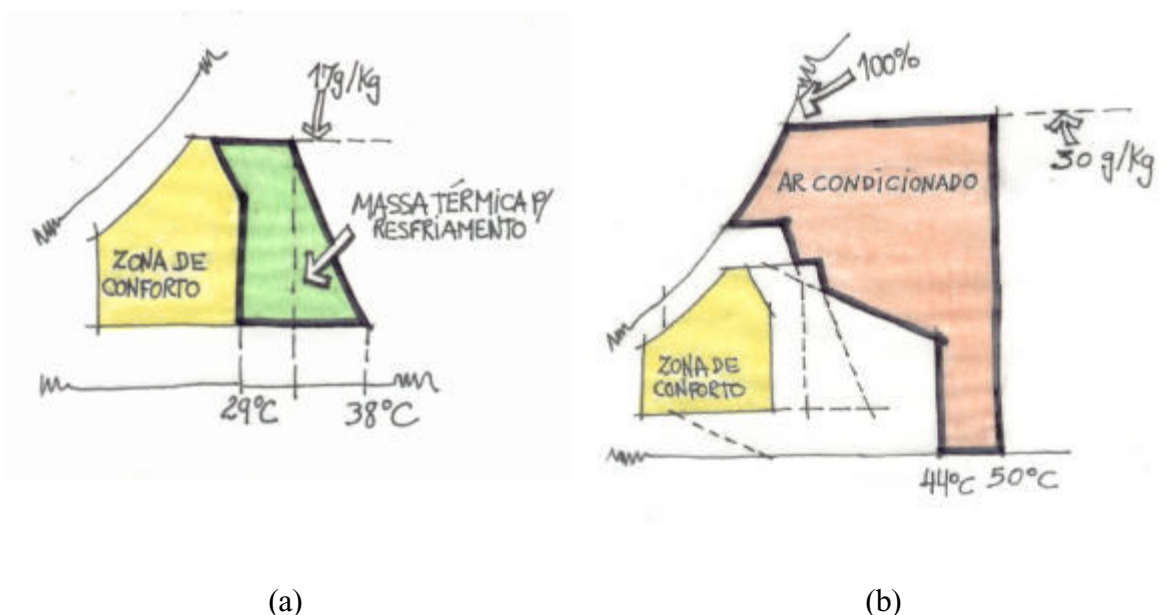 17g/Kg
MASSA TÉRMICA P/
RESFRIAMENTO
ZONA DE
CONFORTO
29°C
38°C
(a)
100%
30 g/Kg
AR CONDICIONADO
ZONA DE
CONFORTO
44°C
50°C
(b)